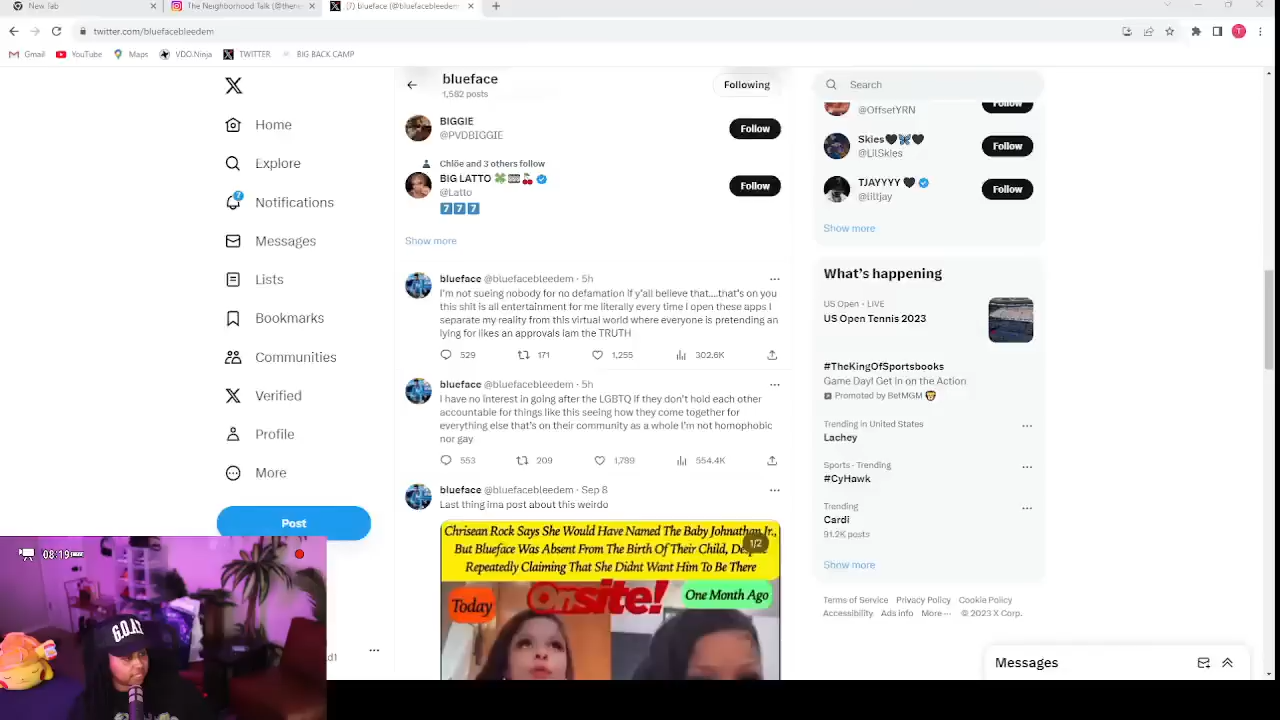 New Tab
The Neighborhood Talk (@thene
(7) blueface (@bluefacebleedem
twitter.com/bluefacebleedem
T
Gmail
YouTube
Maps
VDO.Ninja
TWITTER
BIG BACK CAMP
Home
Explore
7
Notifications
Messages
Lists
Bookmarks
Communities
Verified
Profile
More
Post
blueface
1,582 posts
Following
BIGGIE
@PVDBIGGIE
Follow
Chlöe and 3 others follow
BIG LATTO
@Latto
777
Follow
Show more
blueface @bluefacebleedem · 5h
I'm not sueing nobody for no defamation if y'all believe that....that's on you
this shit is all entertainment for me literally every time I open these apps I
separate my reality from this virtual world where everyone is pretending an
lying for likes an approvals Iam the TRUTH
529 171 1,255 302.6K
blueface @bluefacebleedem · 5h
I have no interest in going after the LGBTQ if they don't hold each other
accountable for things like this seeing how they come together for
everything else that's on their community as a whole I'm not homophobic
nor gay
553 209 1,789 554.4K
blueface @bluefacebleedem · Sep 8
Last thing ima post about this weirdo
Chrisean Rock Says She Would Have Named The Baby Johnathan Jr,
But Blueface Was Absent From The Birth Of Their Child,
1/2
Repeatedly Claiming That She Didnt Want Him To Be There
Today
Onsite!
One Month Ago
Search
@OffsetYRN
Follow
Skies
@LilSkies
Follow
TJAYYYY
@liltjay
Follow
Show more
What's happening
US Open · LIVE
US Open Tennis 2023
#TheKingOfSportsbooks
Game Day! Get In on the Action
Promoted by BetMGM
Trending in United States
Lachey
Sports · Trending
#CyHawk
Trending
Cardi
91.2K posts
Show more
Terms of Service Privacy Policy Cookie Policy
Accessibility Ads info More ··· © 2023 X Corp.
Messages
08:19
G.O.A.T
d1